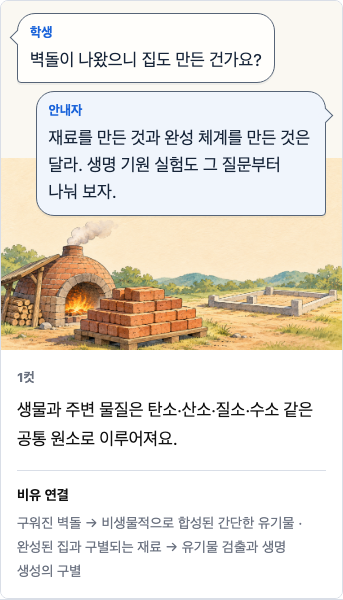 학생
벽돌이 나왔으니 집도 만든 건가요?
안내자
재료를 만든 것과 완성 체계를 만든 것은
달라. 생명 기원 실험도 그 질문부터
나눠 보자.
1컷
생물과 주변 물질은 탄소·산소·질소·수소 같은
공통 원소로 이루어져요.
비유 연결
구워진 벽돌 → 비생물적으로 합성된 간단한 유기물 ·
완성된 집과 구별되는 재료 → 유기물 검출과 생명
생성의 구별